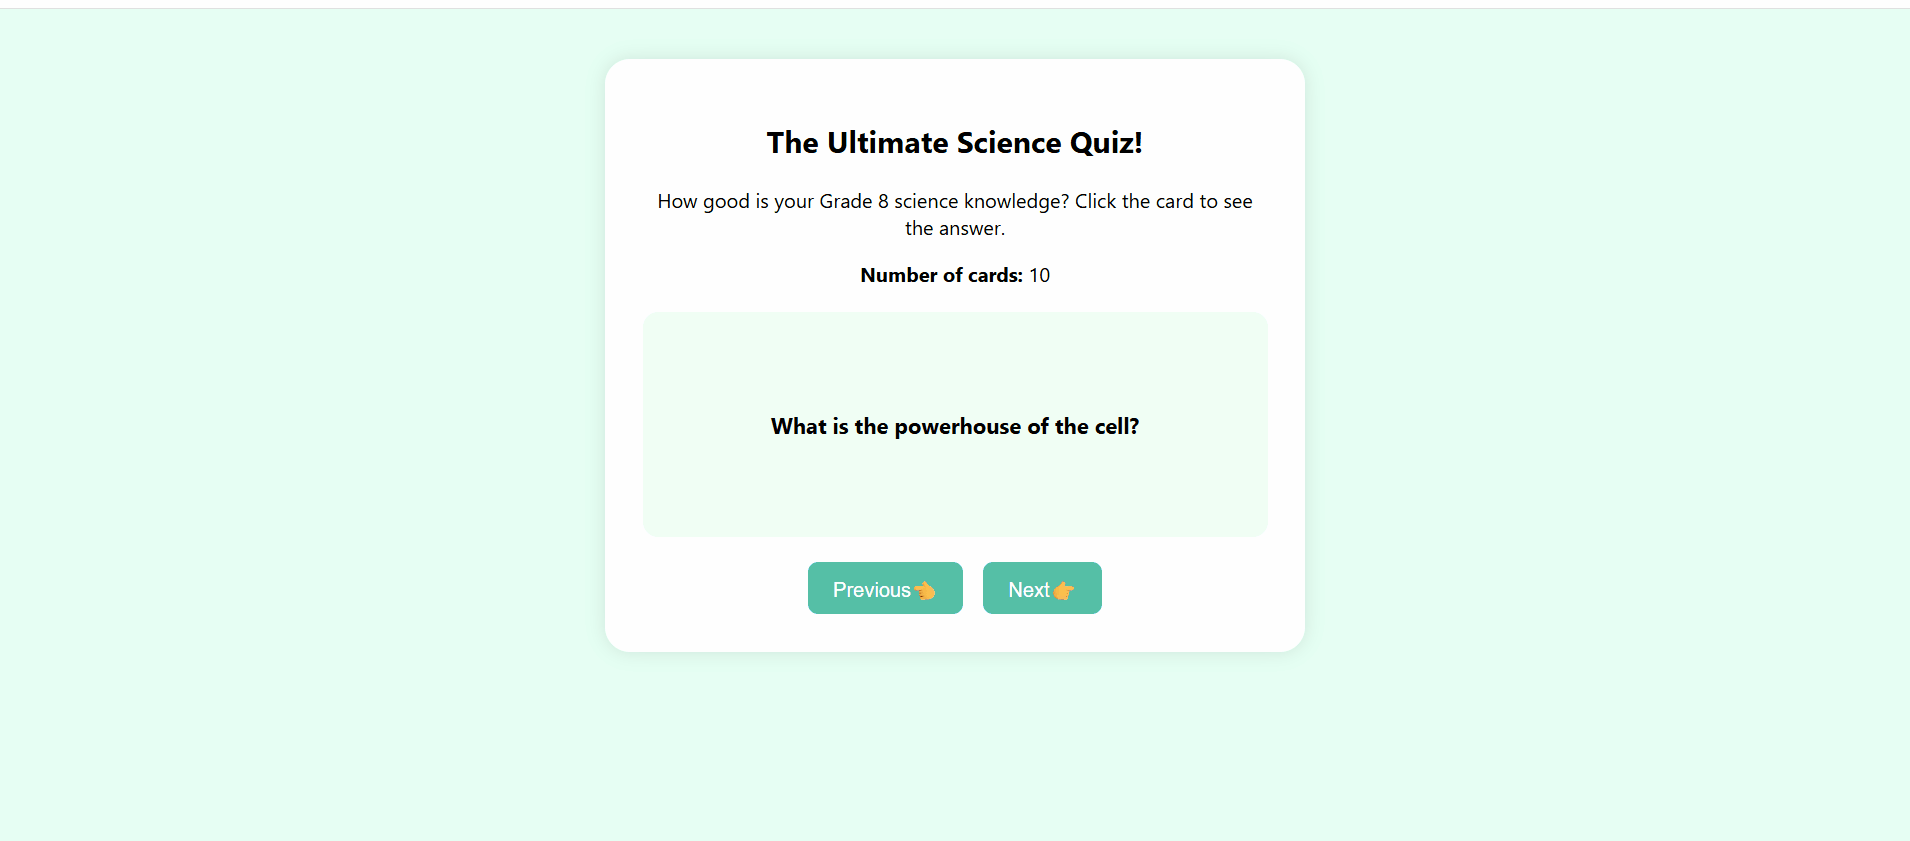 The Ultimate Science Quiz!
How good is your Grade 8 science knowledge? Click the card to see
the answer.
Number of cards: 10
What is the powerhouse of the cell?
Previous👈 Next👉